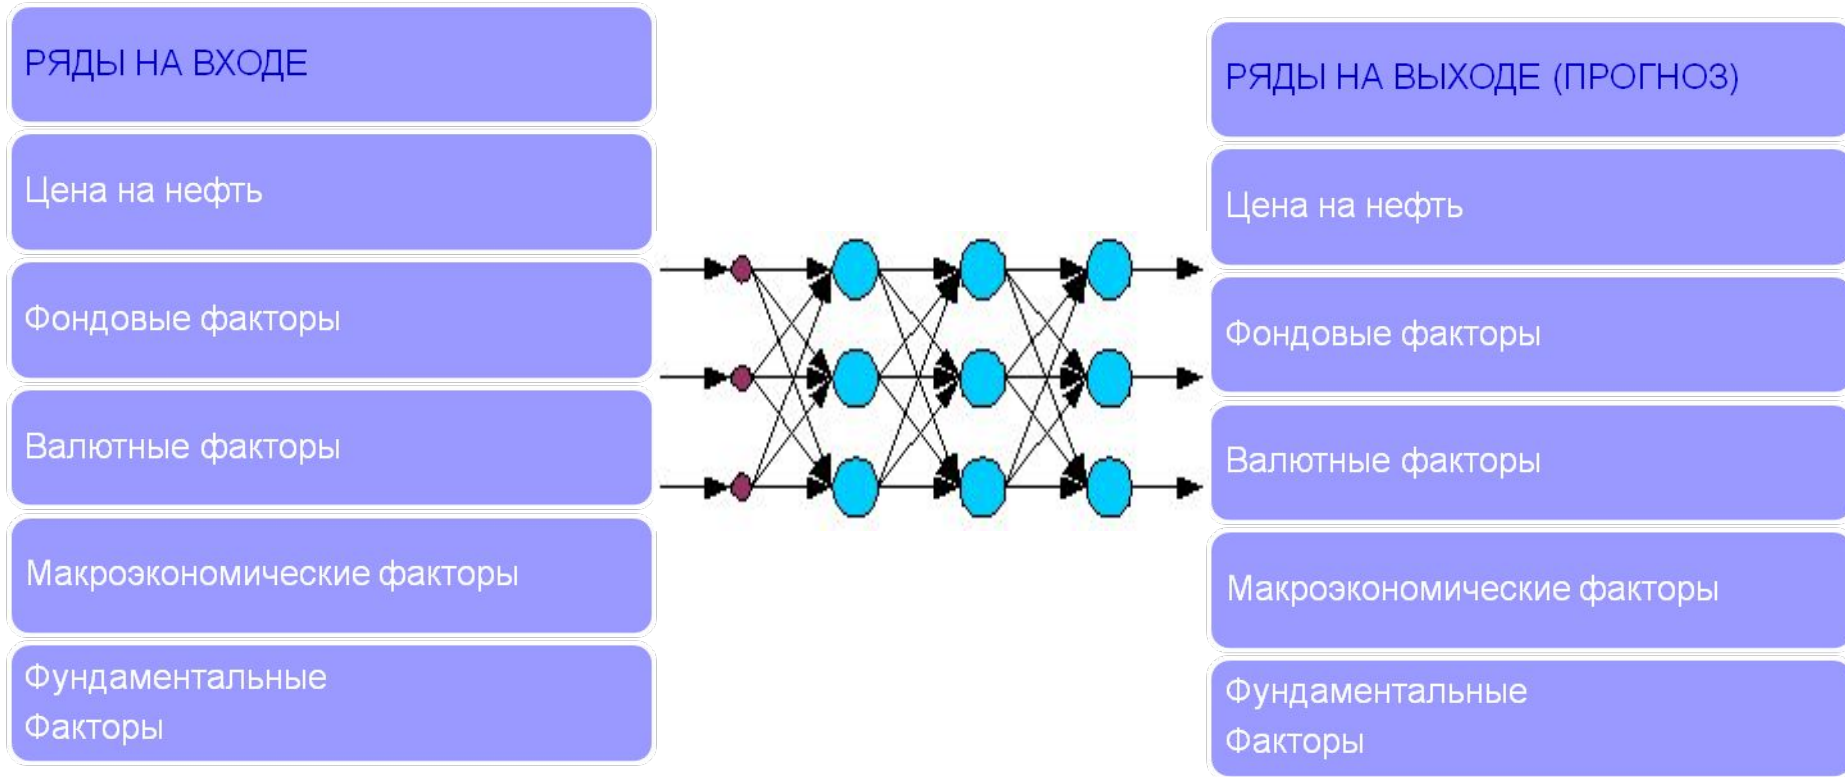 РЯДЫ НА ВХОДЕ
Цена на нефть
Фондовые факторы
Валютные факторы
Макроэкономические факторы
Фундаментальные
Факторы
РЯДЫ НА ВЫХОДЕ (ПРОГНОЗ)
Цена на нефть
Фондовые факторы
Валютные факторы
Макроэкономические факторы
Фундаментальные
Факторы